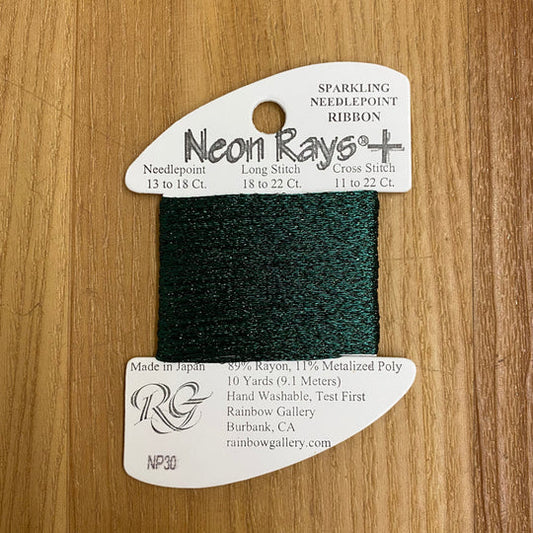 SPARKLING
NEEDLEPOINT
RIBBON
Neon Rays®+
Needlepoint Long Stitch Cross Stitch
13 to 18 Ct. 18 to 22 Ct. 11 to 22 Ct.
Made in Japan 89% Rayon, 11% Metalized Poly
10 Yards (9.1 Meters)
Hand Washable, Test First
Rainbow Gallery
Burbank, CA
rainbowgallery.com
RG
NP30